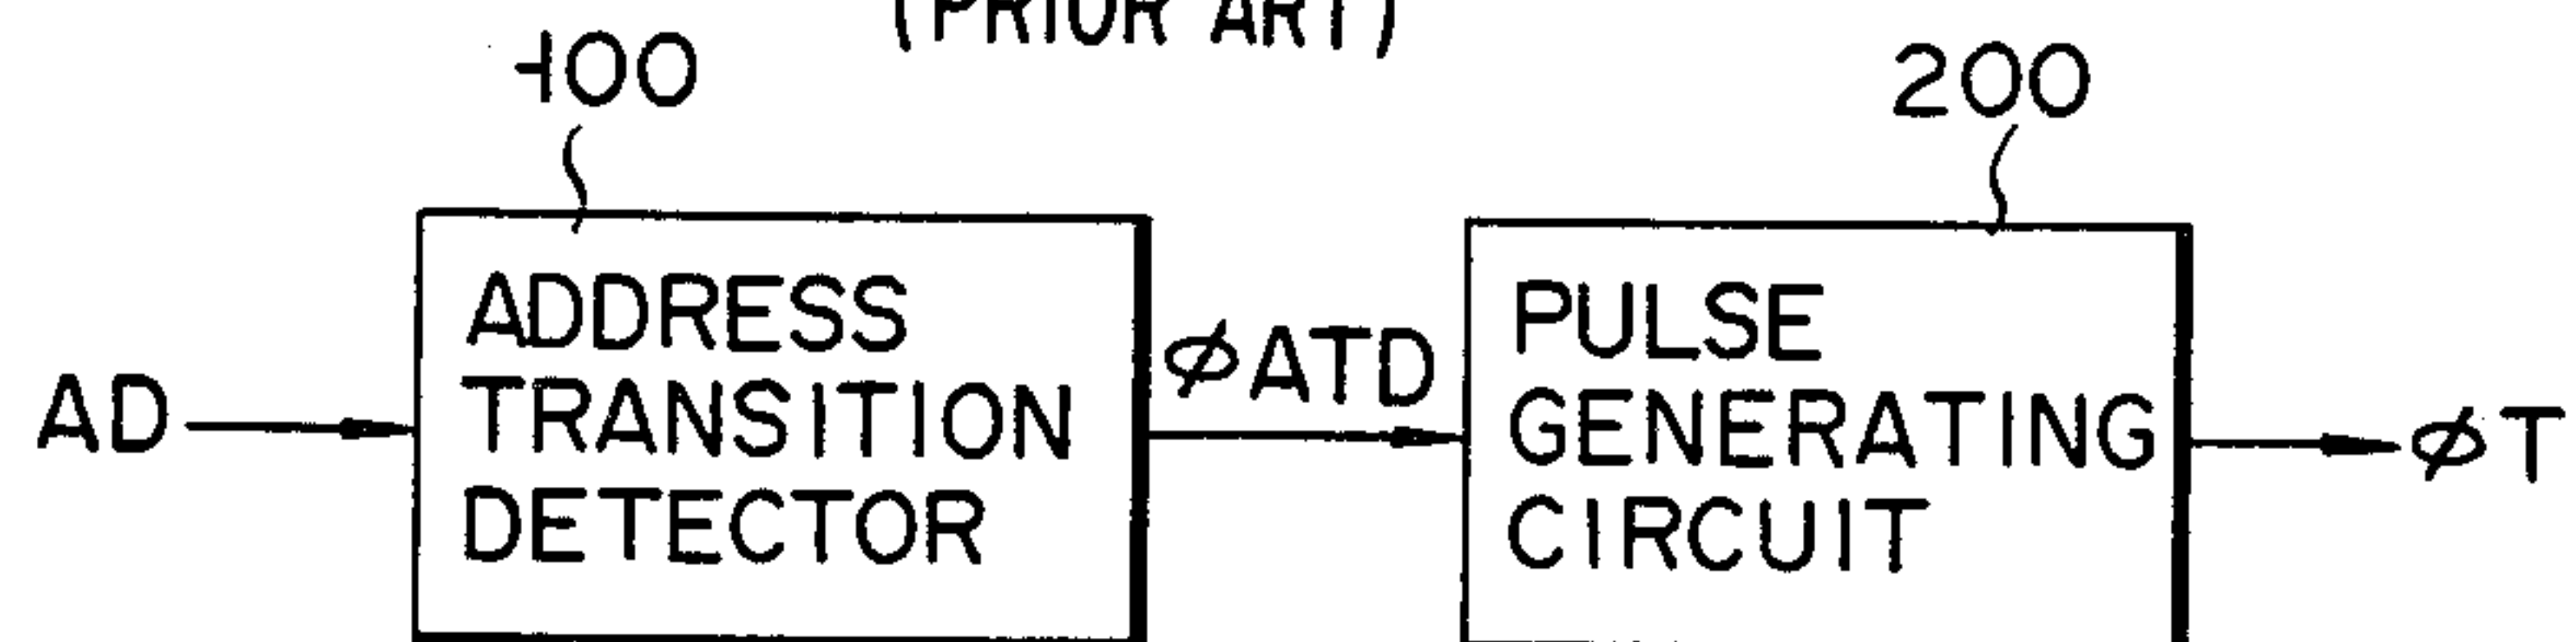 (PRIOR ART)
100
200
ADDRESS
TRANSITION
DETECTOR
AD
φATD
PULSE
GENERATING
CIRCUIT
φT